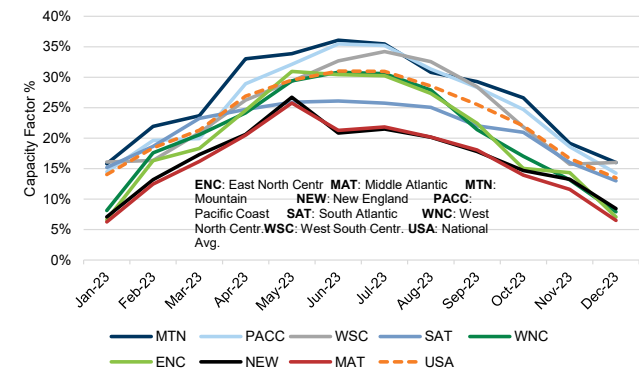 40%
35%
30%
25%
20%
15%
10%
5%
0%
Capacity Factor %
ENC: East North Centr MAT: Middle Atlantic MTN:
Mountain NEW: New England PACC:
Pacific Coast SAT: South Atlantic WNC: West
North Centr. WSC: West South Centr. USA: National
Avg.
Jan-23 Feb-23 Mar-23 Apr-23 May-23 Jun-23 Jul-23 Aug-23 Sep-23 Oct-23 Nov-23 Dec-23
MTN PACC WSC SAT WNC
ENC NEW MAT USA